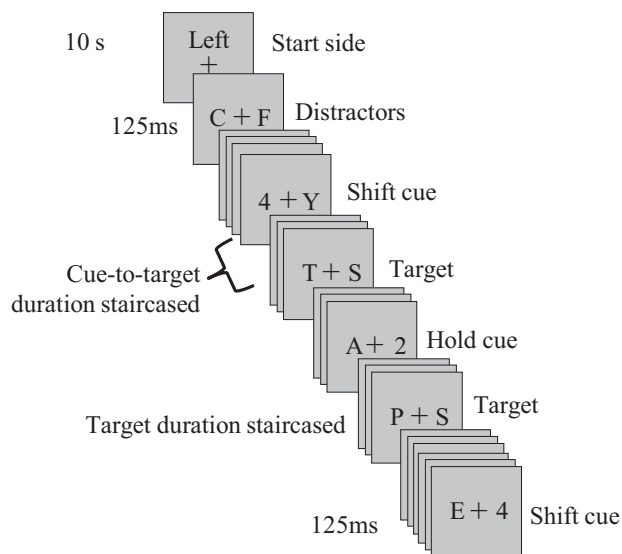 Left
+
10 s
Start side
C + F
125ms
Distractors
4 + Y
Shift cue
Cue-to-target
duration staircased
T + S
Target
A + 2
Hold cue
Target duration staircased
P + S
Target
125ms
E + 4
Shift cue